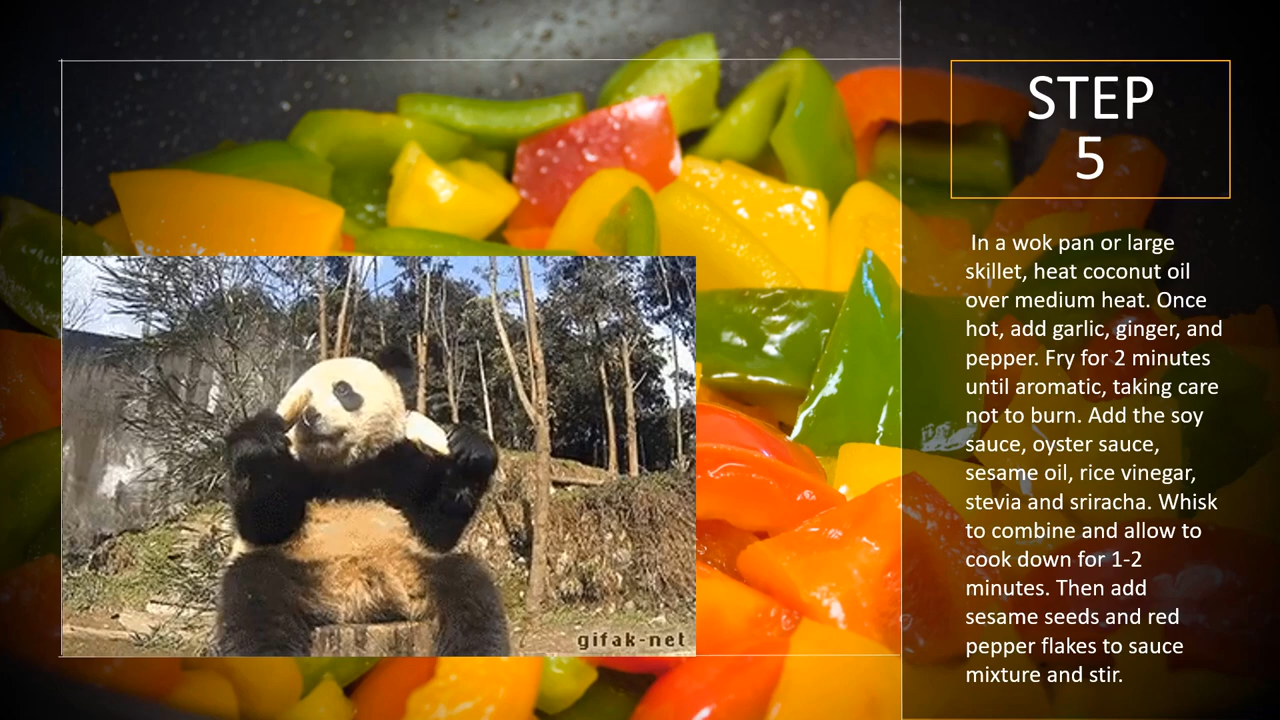 STEP
5
In a wok pan or large
skillet, heat coconut oil
over medium heat. Once
hot, add garlic, ginger, and
pepper. Fry for 2 minutes
until aromatic, taking care
not to burn. Add the soy
sauce, oyster sauce,
sesame oil, rice vinegar,
stevia and sriracha. Whisk
to combine and allow to
cook down for 1-2
minutes. Then add
sesame seeds and red
pepper flakes to sauce
mixture and stir.
gifak-net